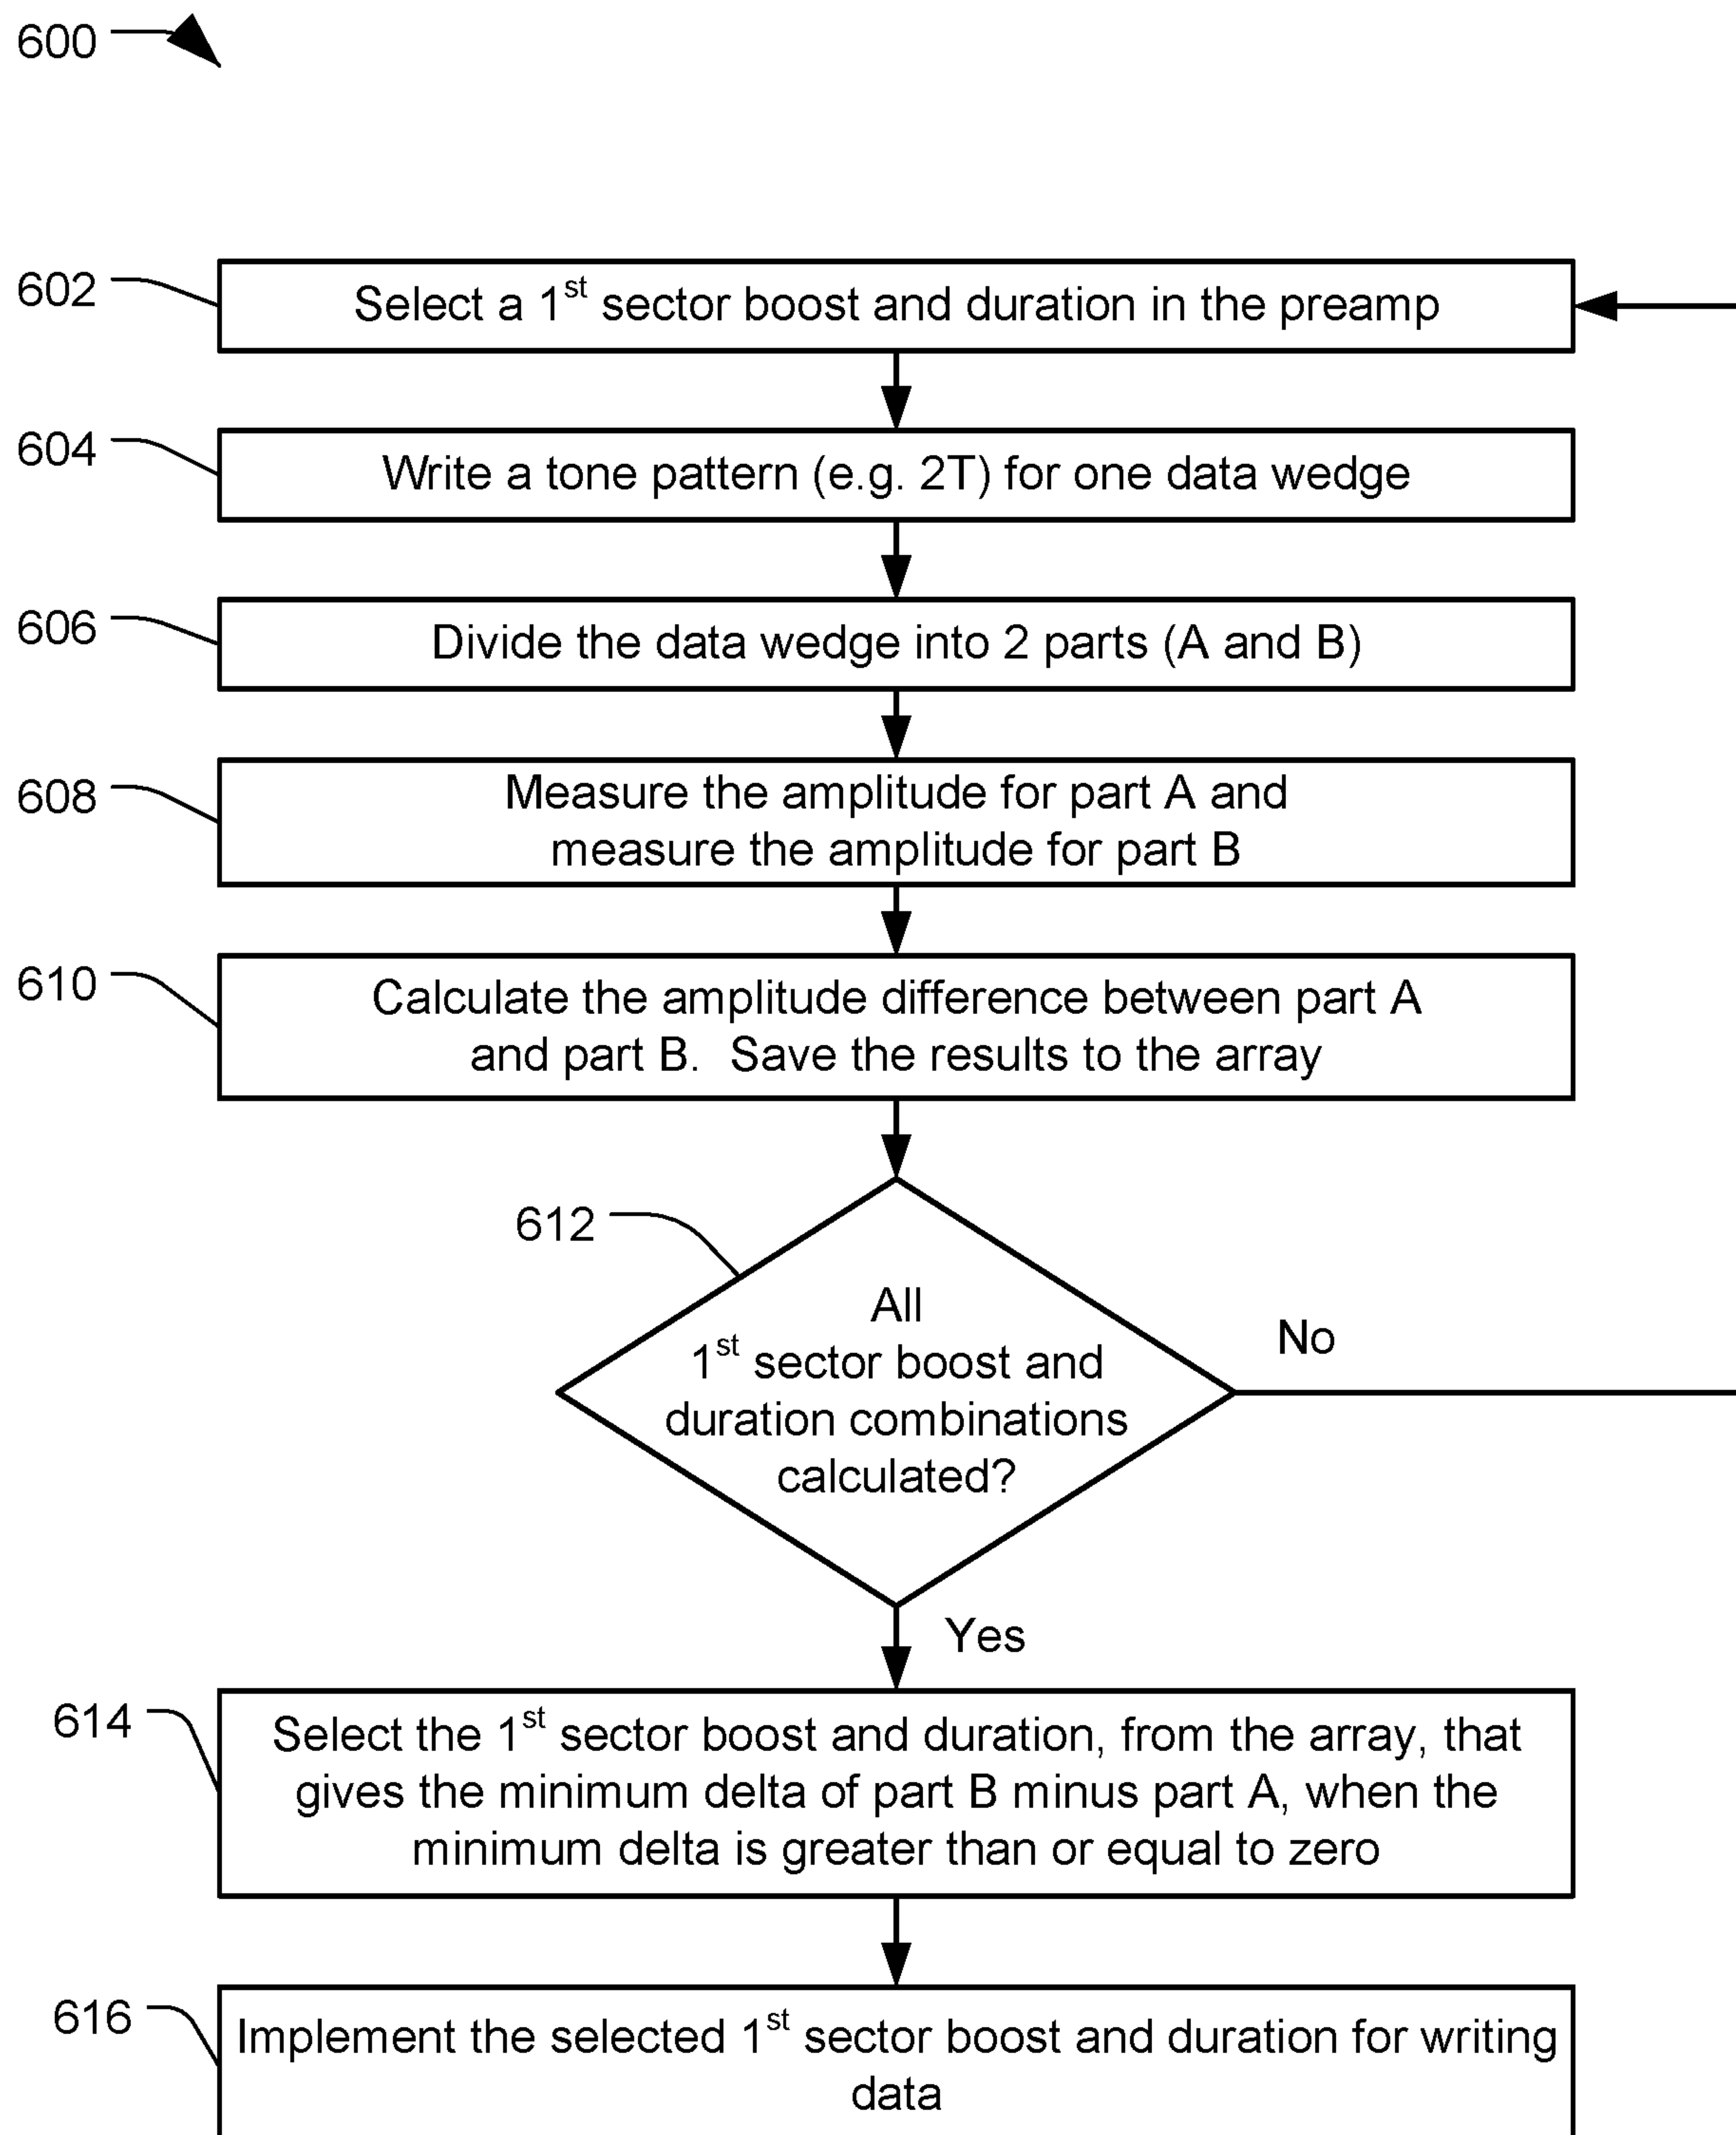 600
602
Select a 1st sector boost and duration in the preamp
604
Write a tone pattern (e.g. 2T) for one data wedge
606
Divide the data wedge into 2 parts (A and B)
608
Measure the amplitude for part A and
measure the amplitude for part B
610
Calculate the amplitude difference between part A
and part B.  Save the results to the array
612
All
1st sector boost and
duration combinations
calculated?
No
Yes
614
Select the 1st sector boost and duration, from the array, that
gives the minimum delta of part B minus part A, when the
minimum delta is greater than or equal to zero
616
Implement the selected 1st sector boost and duration for writing
data